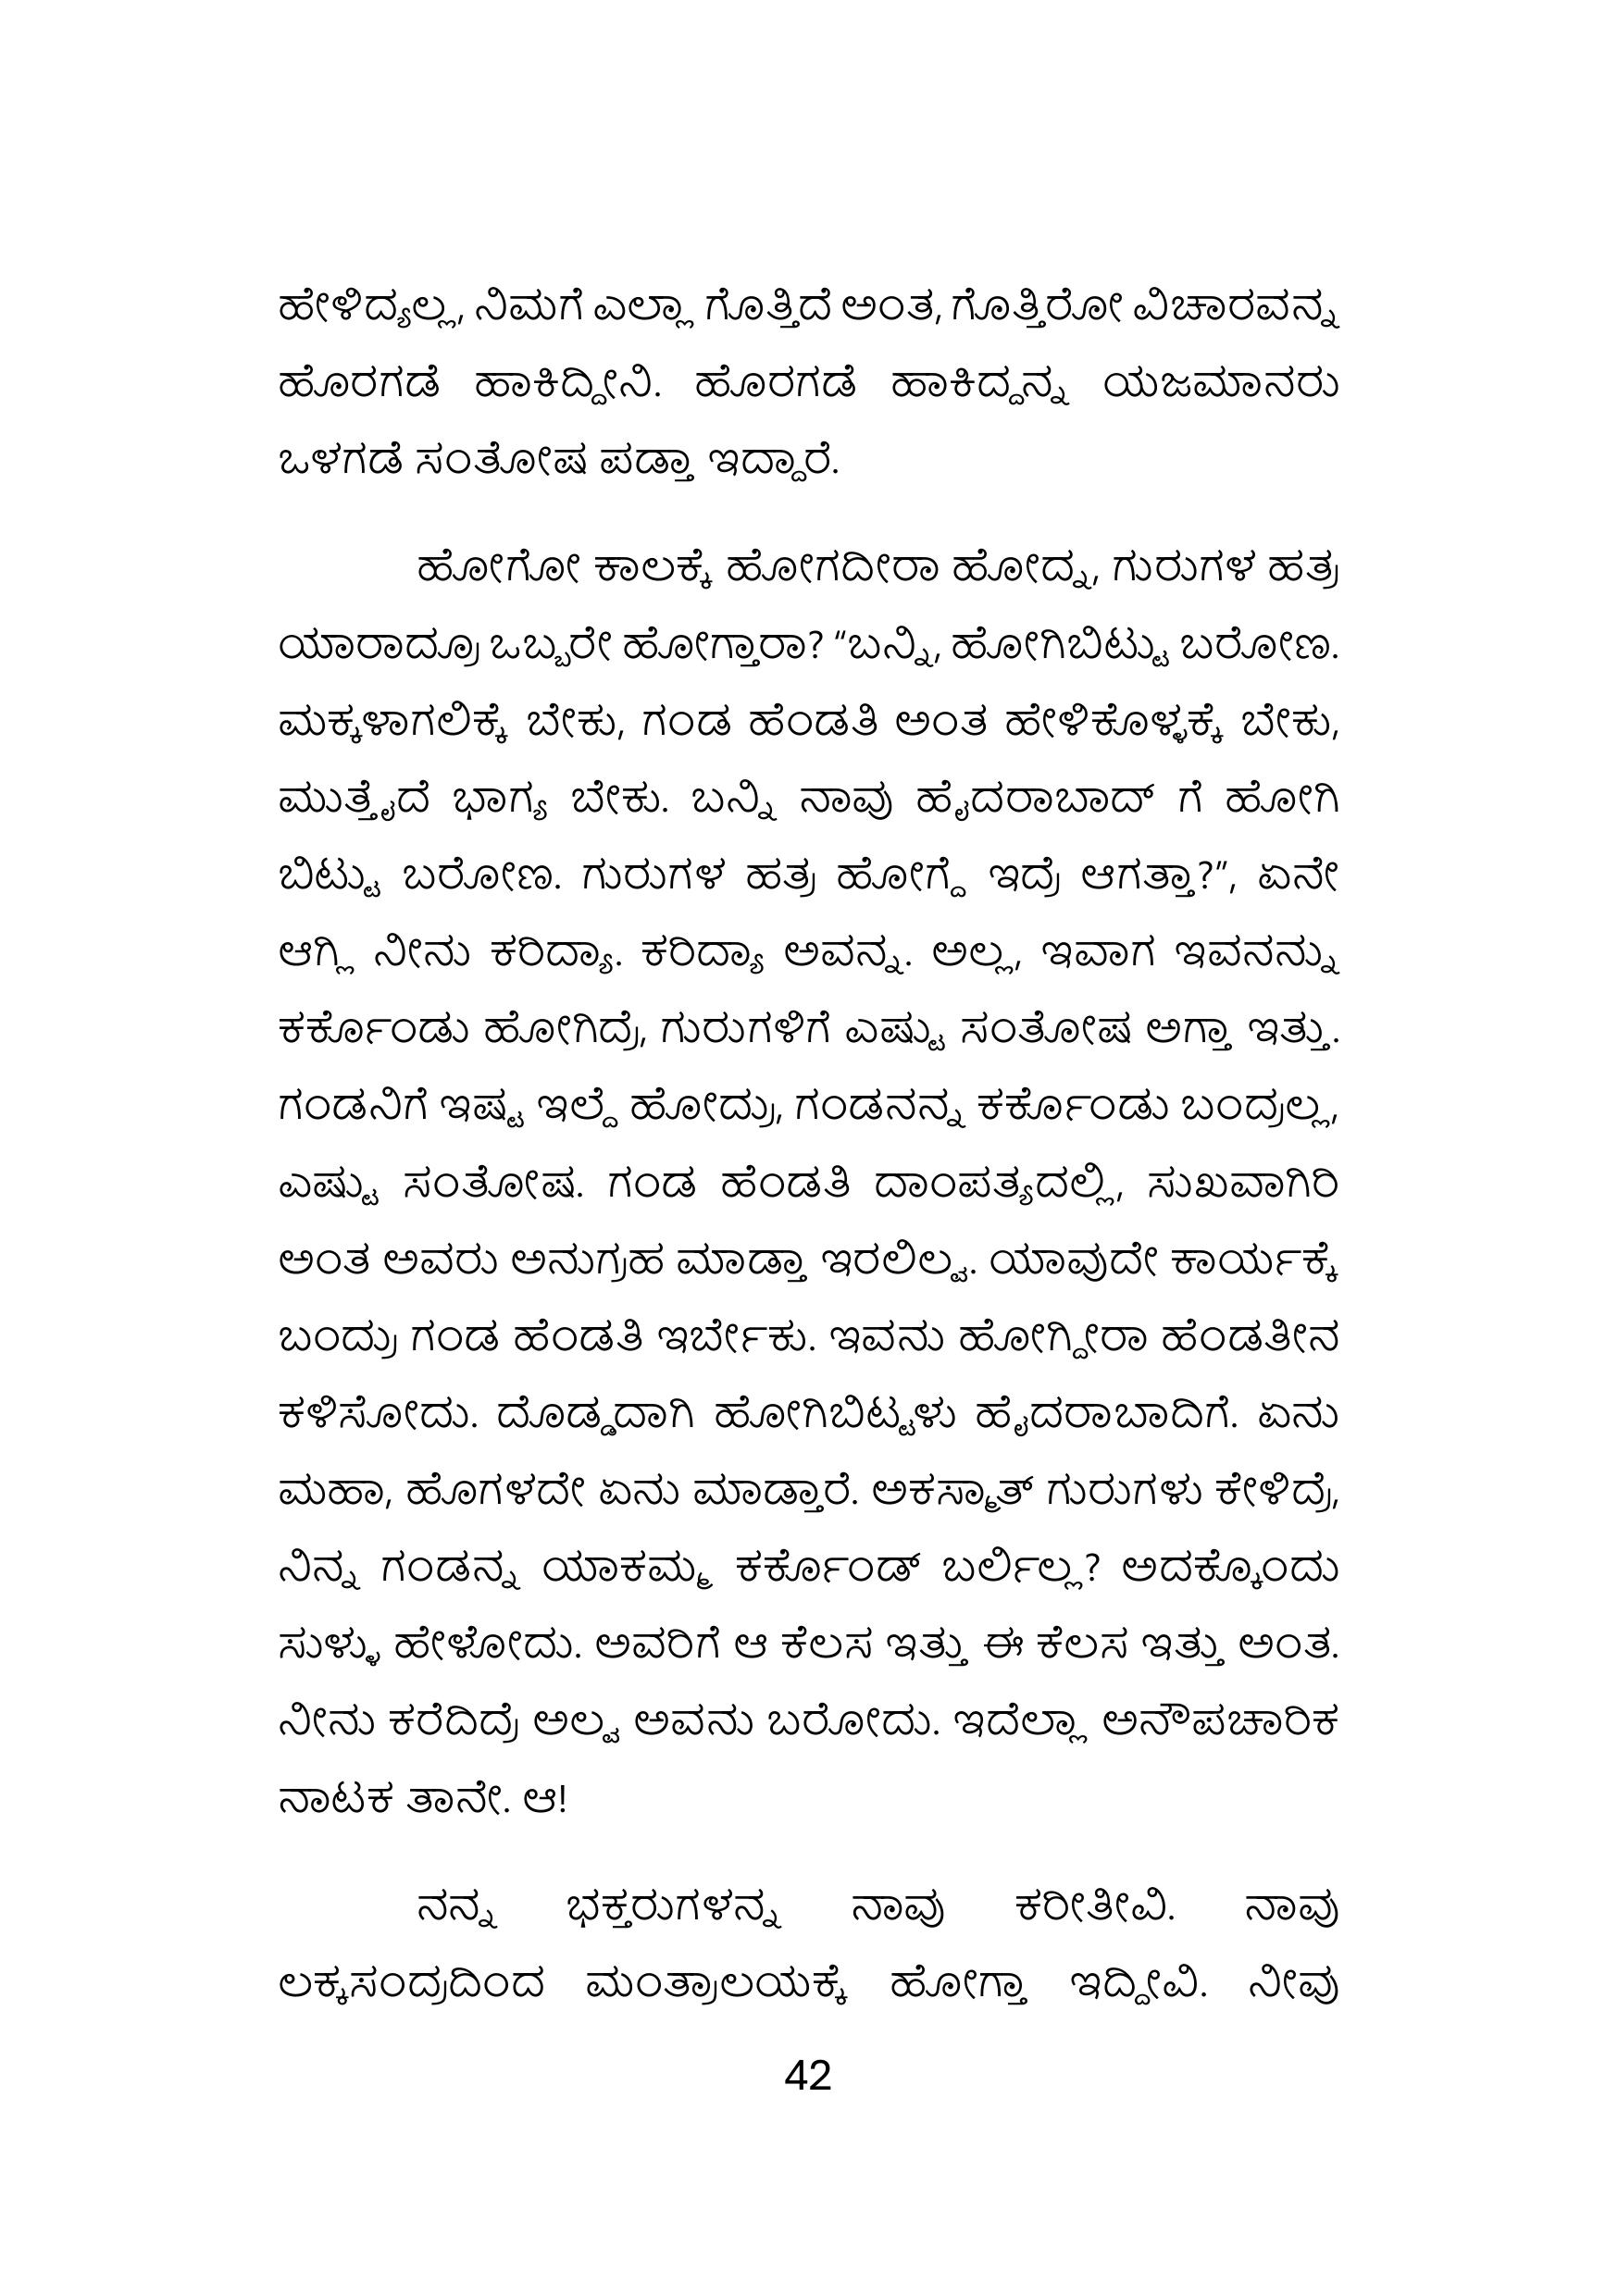 ಹೇಳಿದ್ಯಲ್ಲ, ನಿಮಗೆ ಎಲ್ಲಾ ಗೊತ್ತಿದೆ ಅಂತ, ಗೊತ್ತಿರೋ ವಿಚಾರವನ್ನ
ಹೊರಗಡೆ ಹಾಕಿದ್ದೀನಿ. ಹೊರಗಡೆ ಹಾಕಿದ್ದನ್ನ ಯಜಮಾನರು
ಒಳಗಡೆ ಸಂತೋಷ ಪಡ್ತಾ ಇದ್ದಾರೆ.
ಹೋಗೋ ಕಾಲಕ್ಕೆ ಹೋಗದೀರಾ ಹೋದ್ನ, ಗುರುಗಳ ಹತ್ರ
ಯಾರಾದ್ರೂ ಒಬ್ಬರೇ ಹೋಗ್ತಾರಾ? “ಬನ್ನಿ, ಹೋಗಿಬಿಟ್ಟು ಬರೋಣ.
ಮಕ್ಕಳಾಗಲಿಕ್ಕೆ ಬೇಕು, ಗಂಡ ಹೆಂಡತಿ ಅಂತ ಹೇಳಿಕೊಳ್ಳಕ್ಕೆ ಬೇಕು,
ಮುತ್ತೈದೆ ಭಾಗ್ಯ ಬೇಕು. ಬನ್ನಿ ನಾವು ಹೈದರಾಬಾದ್ ಗೆ ಹೋಗಿ
ಬಿಟ್ಟು ಬರೋಣ. ಗುರುಗಳ ಹತ್ರ ಹೋಗ್ದೆ ಇದ್ರೆ ಆಗತ್ತಾ?”, ಏನೇ
ಆಗ್ಲಿ ನೀನು ಕರಿದ್ಯಾ. ಕರಿದ್ಯಾ ಅವನ್ನ. ಅಲ್ಲ, ಇವಾಗ ಇವನನ್ನು
ಕರ್ಕೊಂಡು ಹೋಗಿದ್ರೆ, ಗುರುಗಳಿಗೆ ಎಷ್ಟು ಸಂತೋಷ ಅಗ್ತಾ ಇತ್ತು.
ಗಂಡನಿಗೆ ಇಷ್ಟ ಇಲ್ದೆ ಹೋದ್ರು, ಗಂಡನನ್ನ ಕರ್ಕೊಂಡು ಬಂದ್ರಲ್ಲ,
ಎಷ್ಟು ಸಂತೋಷ. ಗಂಡ ಹೆಂಡತಿ ದಾಂಪತ್ಯದಲ್ಲಿ, ಸುಖವಾಗಿರಿ
ಅಂತ ಅವರು ಅನುಗ್ರಹ ಮಾಡ್ತಾ ಇರಲಿಲ್ವ. ಯಾವುದೇ ಕಾರ್ಯಕ್ಕೆ
ಬಂದ್ರು ಗಂಡ ಹೆಂಡತಿ ಇರ್ಬೇಕು. ಇವನು ಹೋಗ್ದೀರಾ ಹೆಂಡತೀನ
ಕಳಿಸೋದು. ದೊಡ್ಡದಾಗಿ ಹೋಗಿಬಿಟ್ಟಳು ಹೈದರಾಬಾದಿಗೆ. ಏನು
ಮಹಾ, ಹೊಗಳದೇ ಏನು ಮಾಡ್ತಾರೆ. ಅಕಸ್ಮಾತ್ ಗುರುಗಳು ಕೇಳಿದ್ರೆ,
ನಿನ್ನ ಗಂಡನ್ನ ಯಾಕಮ್ಮ ಕರ್ಕೊಂಡ್ ಬರ್ಲಿಲ್ಲ? ಅದಕ್ಕೊಂದು
ಸುಳ್ಳು ಹೇಳೋದು. ಅವರಿಗೆ ಆ ಕೆಲಸ ಇತ್ತು ಈ ಕೆಲಸ ಇತ್ತು ಅಂತ.
ನೀನು ಕರೆದಿದ್ರೆ ಅಲ್ವ ಅವನು ಬರೋದು. ಇದೆಲ್ಲಾ ಅನೌಪಚಾರಿಕ
ನಾಟಕ ತಾನೇ. ಆ!
ನನ್ನ ಭಕ್ತರುಗಳನ್ನ ನಾವು ಕರೀತೀವಿ. ನಾವು
ಲಕ್ಕಸಂದ್ರದಿಂದ ಮಂತ್ರಾಲಯಕ್ಕೆ ಹೋಗ್ತಾ ಇದ್ದೀವಿ. ನೀವು
42